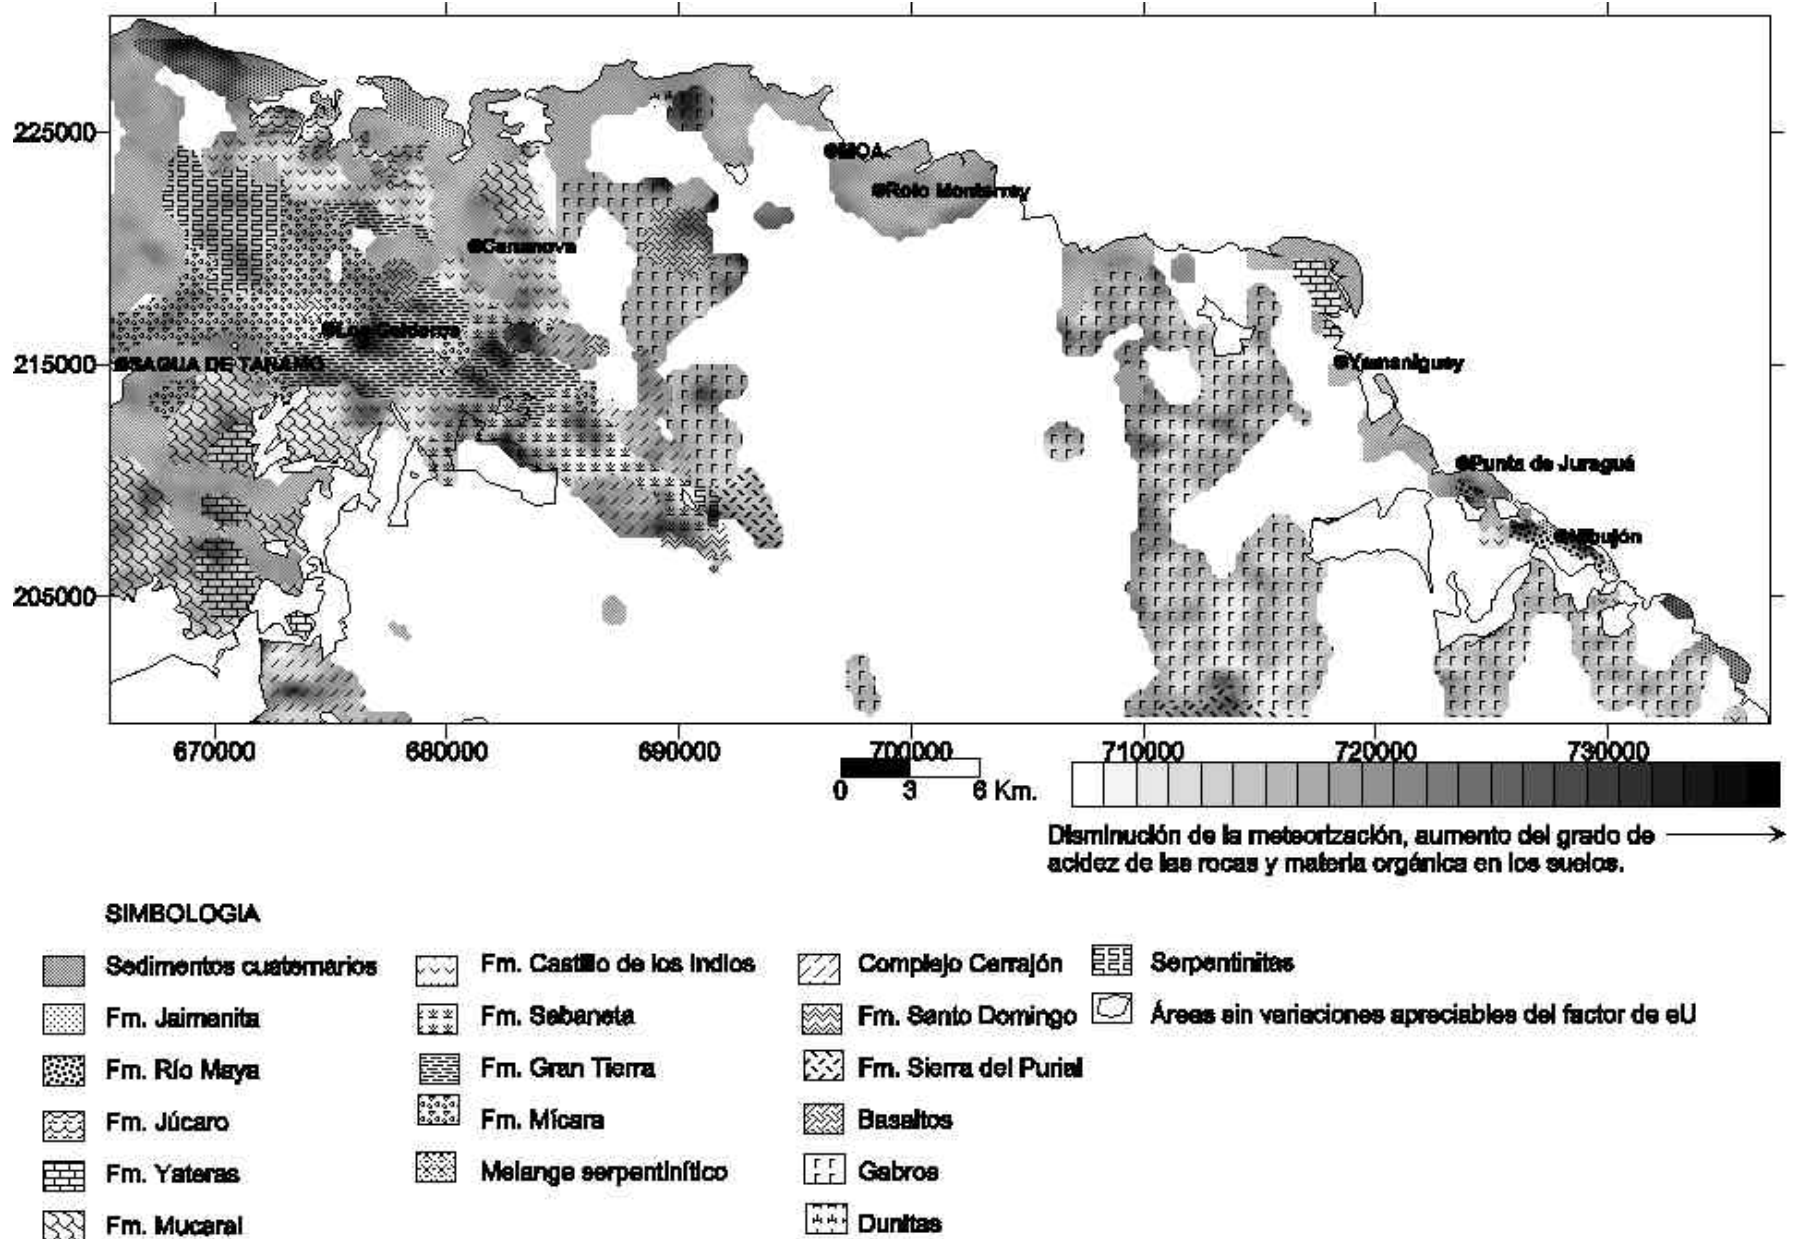 225000
MOA
Rolo Monterrey
Cananova
SAGUA DE TANAMO
215000
Yamaniguey
Punta de Juraguá
205000
670000
680000
690000
700000
710000
720000
730000
0 3 6 Km.
Disminución de la meteorización, aumento del grado de
acidez de las rocas y materia orgánica en los suelos.
SIMBOLOGIA
Sedimentos cuaternarios
Fm. Jaimanita
Fm. Río Maya
Fm. Júcaro
Fm. Yateras
Fm. Mucaral
Fm. Castillo de los Indios
Fm. Sabaneta
Fm. Gran Tierra
Fm. Mícara
Melange serpentinítico
Complejo Cerrajón
Fm. Santo Domingo
Fm. Sierra del Purial
Basaltos
Gabros
Dunitas
Serpentinitas
Áreas sin variaciones apreciables del factor de eU